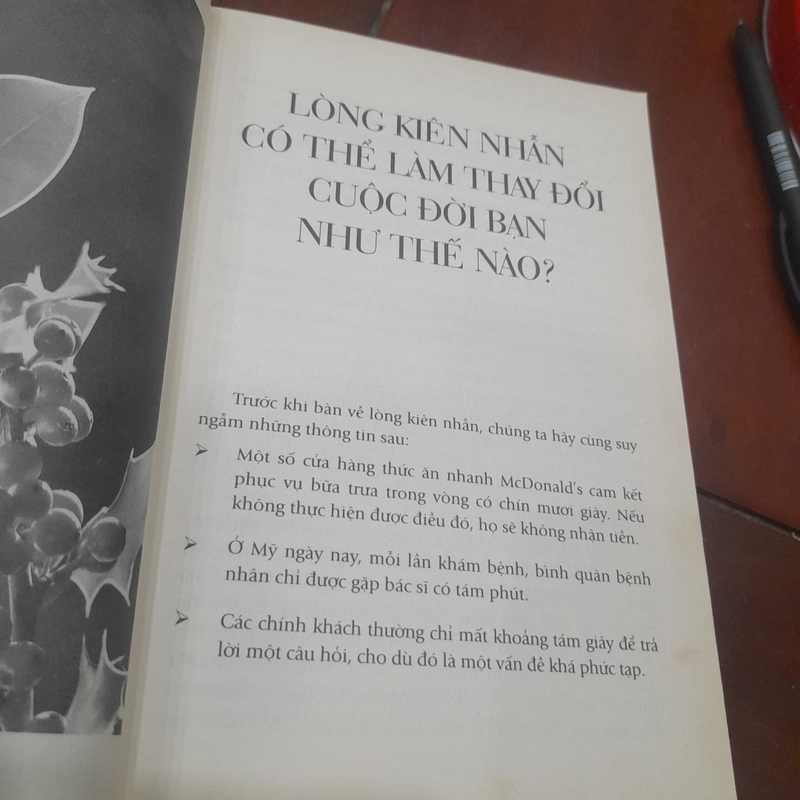 LÒNG KIÊN NHẪN
CÓ THỂ LÀM THAY ĐỔI
CUỘC ĐỜI BẠN
NHƯ THẾ NÀO?
Trước khi bàn về lòng kiên nhẫn, chúng ta hãy cùng suy
ngẫm những thông tin sau:
➢ Một số cửa hàng thức ăn nhanh McDonald's cam kết
phục vụ bữa trưa trong vòng có chín mươi giây. Nếu
không thực hiện được điều đó, họ sẽ không nhận tiền.
➢ Ở Mỹ ngày nay, mỗi lần khám bệnh, bình quân bệnh
nhân chỉ được gặp bác sĩ có tám phút.
➢ Các chính khách thường chỉ mất khoảng tám giây để trả
lời một câu hỏi, cho dù đó là một vấn đề khá phức tạp.